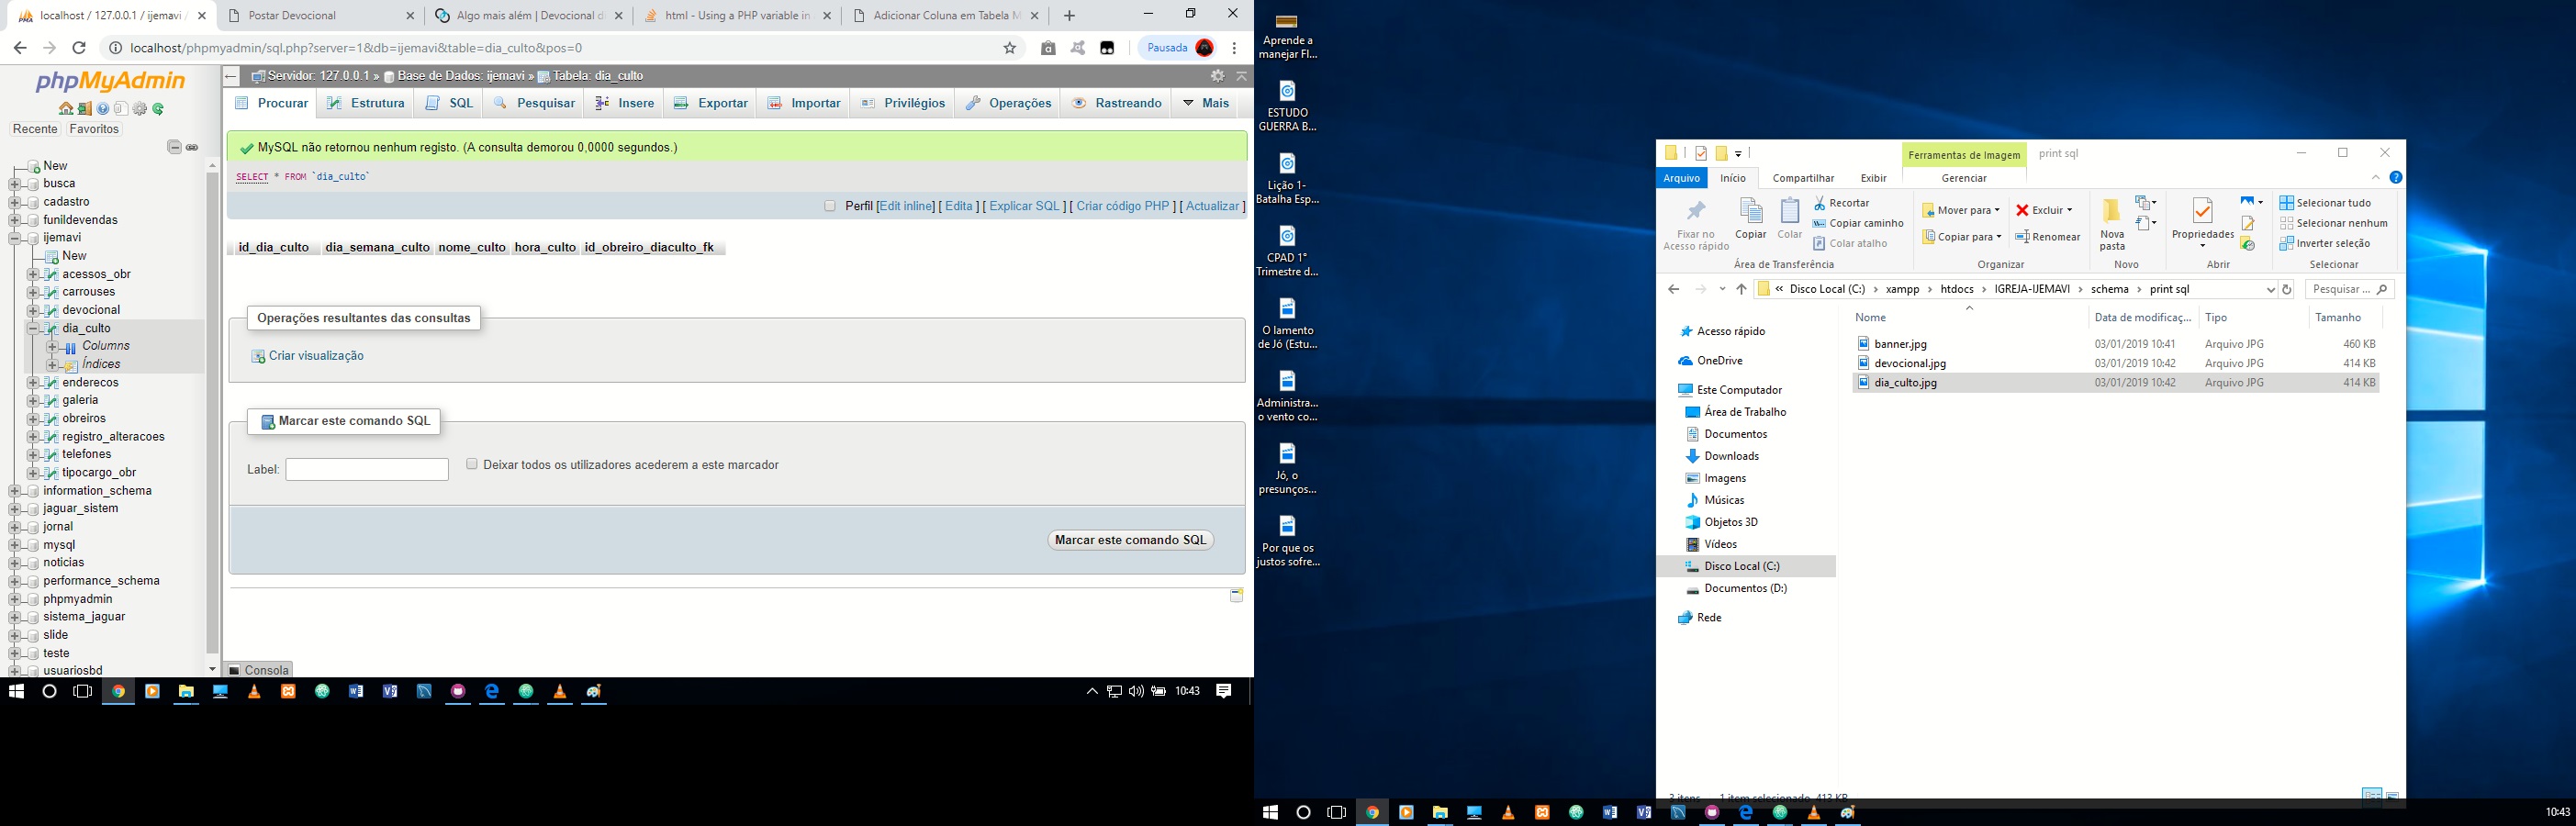 localhost / 127.0.0.1 / ijemavi /
Postar Devocional
Algo mais além | Devocional di
html - Using a PHP variable in
Adicionar Coluna em Tabela M
localhost/phpmyadmin/sql.php?server=1&db=ijemavi&table=dia_culto&pos=0
Pausada
phpMyAdmin
Recente
Favoritos
New
busca
cadastro
funildevendas
ijemavi
New
acessos_obr
carrouses
devocional
dia_culto
Columns
Índices
enderecos
galeria
obreiros
registro_alteracoes
telefones
tipocargo_obr
information_schema
jaguar_sistem
jornal
mysql
noticias
performance_schema
phpmyadmin
sistema_jaguar
slide
teste
usuariosbd
Servidor: 127.0.0.1 » Base de Dados: ijemavi » Tabela: dia_culto
Procurar
Estrutura
SQL
Pesquisar
Insere
Exportar
Importar
Privilégios
Operações
Rastreando
Mais
MySQL não retornou nenhum registo. (A consulta demorou 0,0000 segundos.)
SELECT * FROM `dia_culto`
Perfil [Edit inline] [ Edita ] [ Explicar SQL ] [ Criar código PHP ] [ Actualizar ]
id_dia_culto dia_semana_culto nome_culto hora_culto id_obreiro_diaculto_fk
Operações resultantes das consultas
Criar visualização
Marcar este comando SQL
Label:
Deixar todos os utilizadores acederem a este marcador
Marcar este comando SQL
Consola
10:43
Aprende a
manejar Fl...
ESTUDO
GUERRA B...
Lição 1-
Batalha Esp...
CPAD 1°
Trimestre d...
O lamento
de Jó (Estu...
Administra...
o vento co...
Jó, o
presunços...
Por que os
justos sofre...
Ferramentas de Imagem
print sql
Arquivo
Início
Compartilhar
Exibir
Gerenciar
Fixar no
Acesso rápido
Copiar
Colar
Recortar
Copiar caminho
Colar atalho
Área de Transferência
Mover para
Copiar para
Excluir
Renomear
Organizar
Nova
pasta
Novo
Propriedades
Abrir
Selecionar tudo
Selecionar nenhum
Inverter seleção
Selecionar
« Disco Local (C:) › xampp › htdocs › IGREJA-IJEMAVI › schema › print sql
Pesquisar ...
Acesso rápido
OneDrive
Este Computador
Área de Trabalho
Documentos
Downloads
Imagens
Músicas
Objetos 3D
Vídeos
Disco Local (C:)
Documentos (D:)
Rede
Nome Data de modificaç... Tipo Tamanho
banner.jpg 03/01/2019 10:41 Arquivo JPG 460 KB
devocional.jpg 03/01/2019 10:42 Arquivo JPG 414 KB
dia_culto.jpg 03/01/2019 10:42 Arquivo JPG 414 KB
3 itens 1 item selecionado 413 KB
10:43